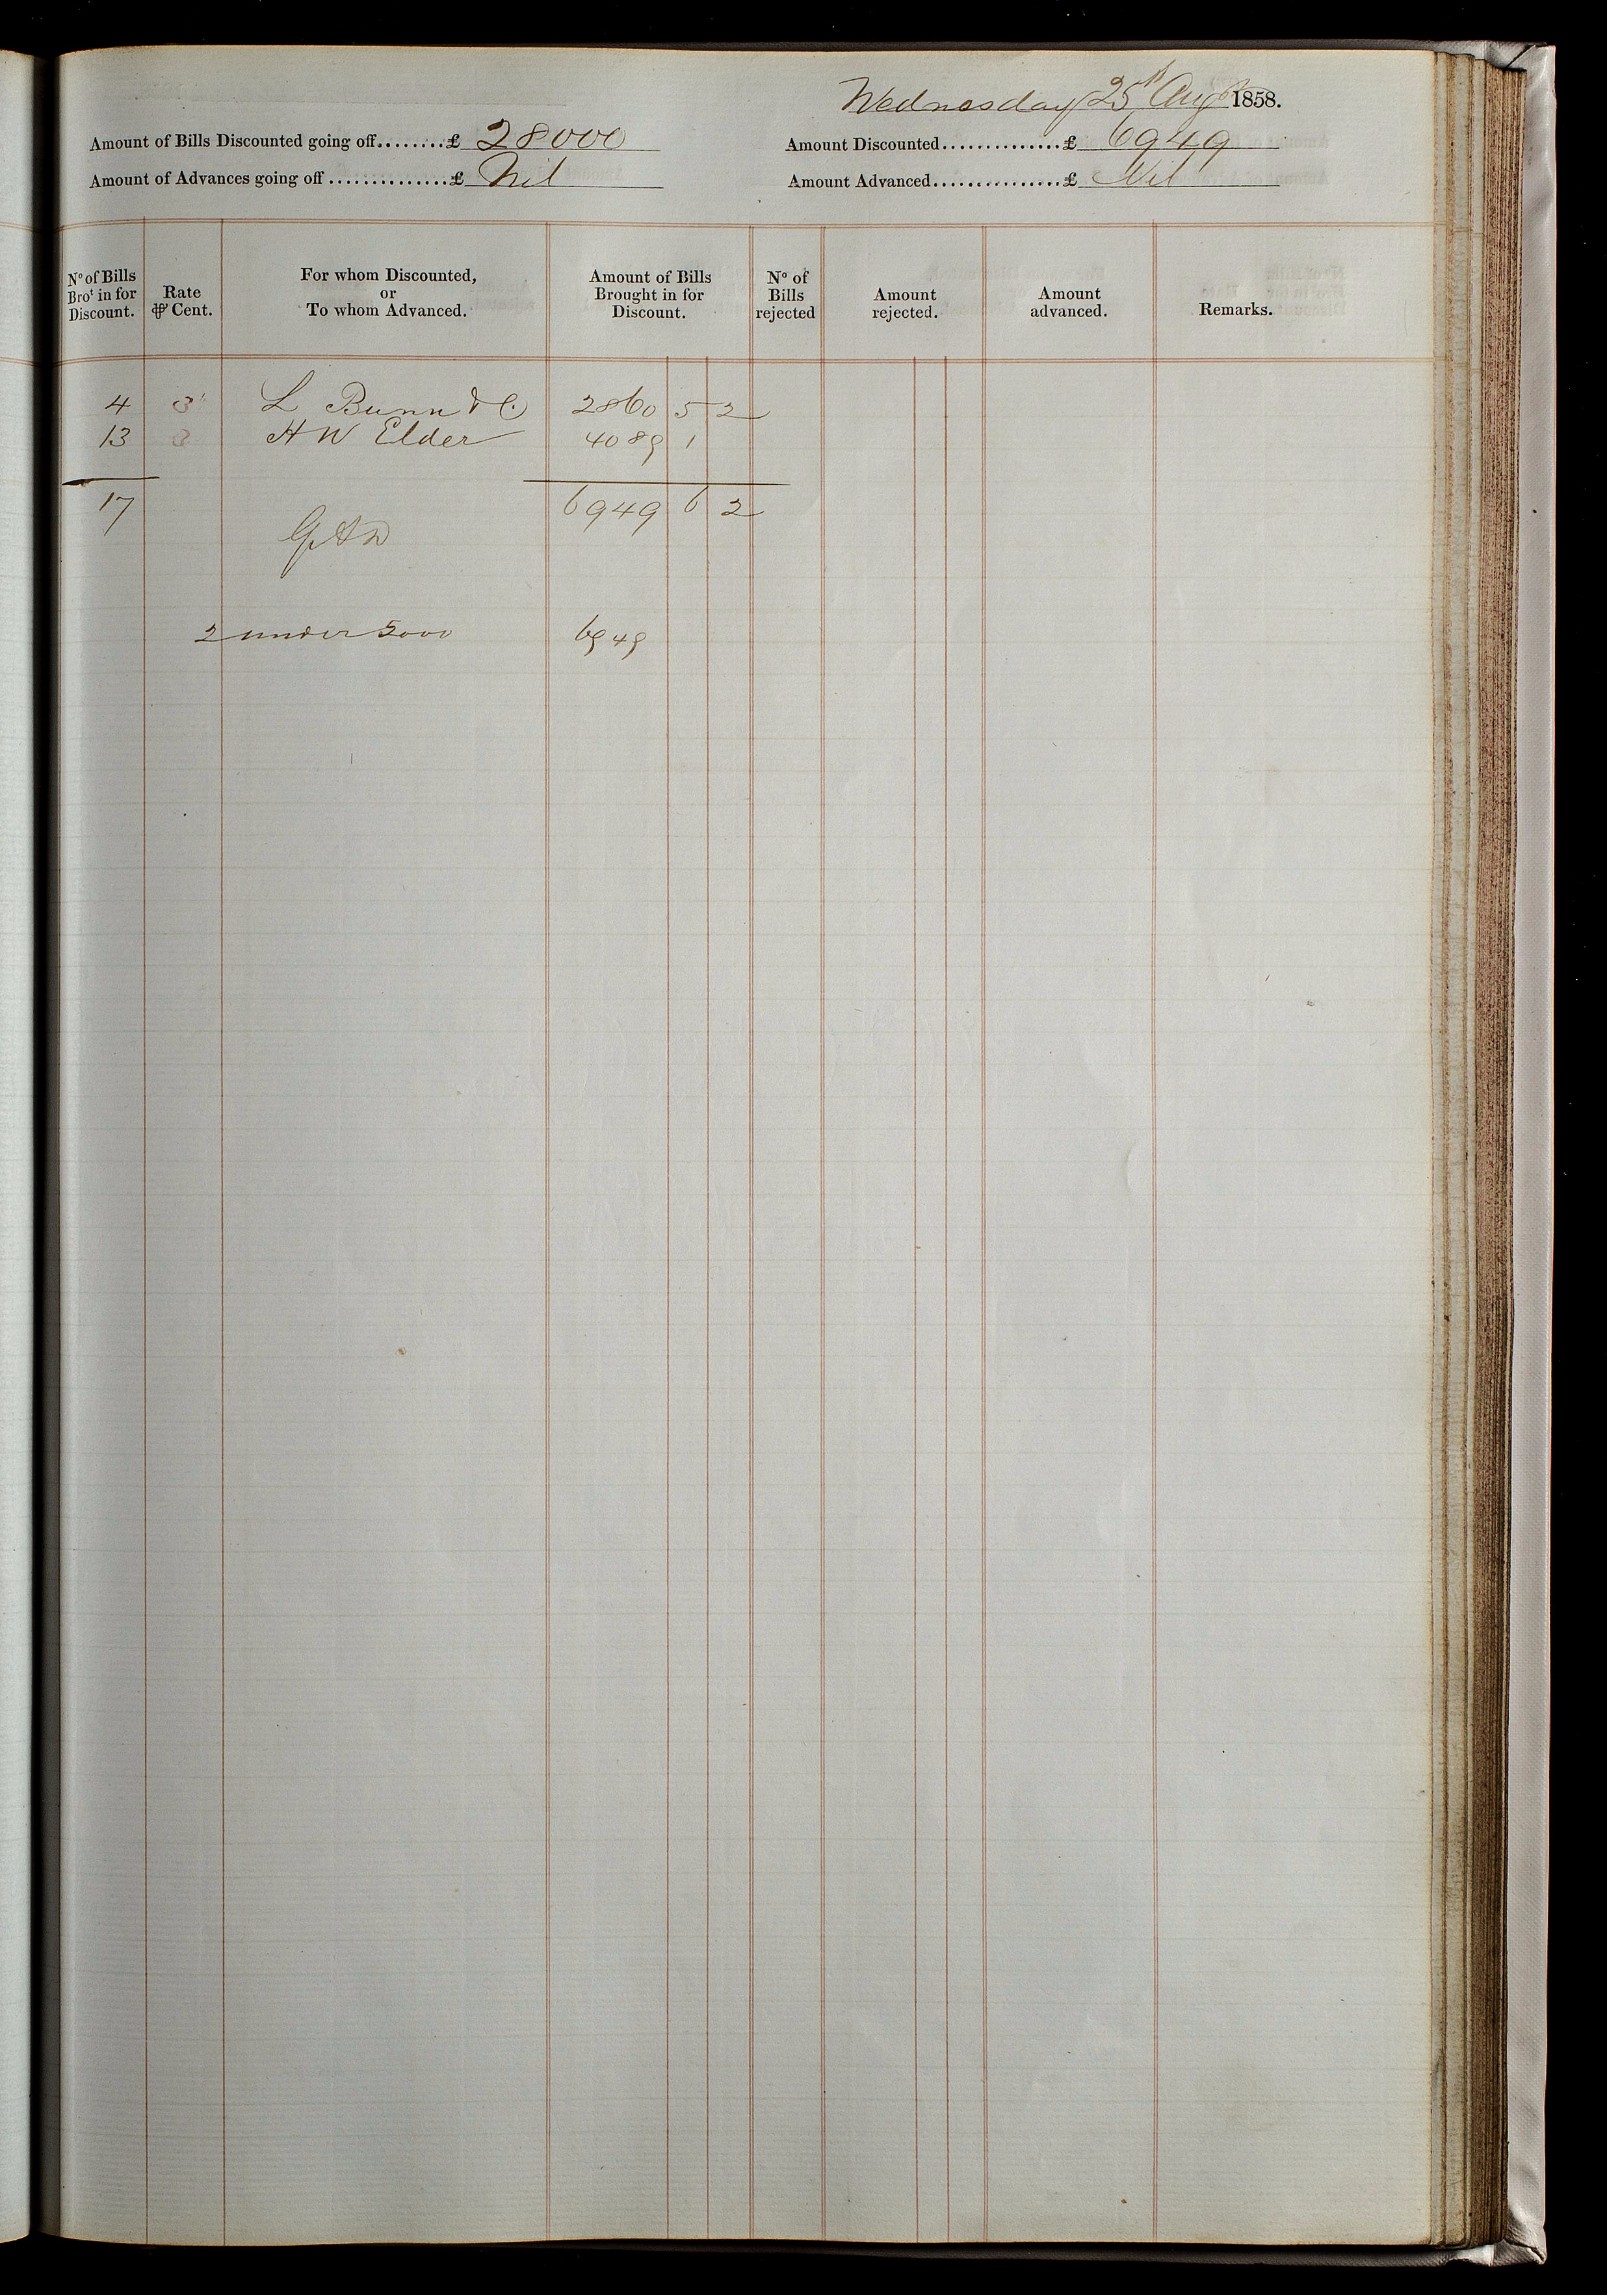 Wednesday 25th Augt 1858.
Amount of Bills Discounted going off........£ 28000
Amount Discounted..............£ 6949
Amount of Advances going off..............£ Nil
Amount Advanced...............£ Nil
No of Bills Brot in for Discount.
Rate ⅌ Cent.
For whom Discounted, or To whom Advanced.
Amount of Bills Brought in for Discount.
No of Bills rejected
Amount rejected.
Amount advanced.
Remarks.
4 3 L Bunn & Co 2860 5 2
13 3 HW Elder 4089 1
17 6949 6 2
2 under 5000 6949